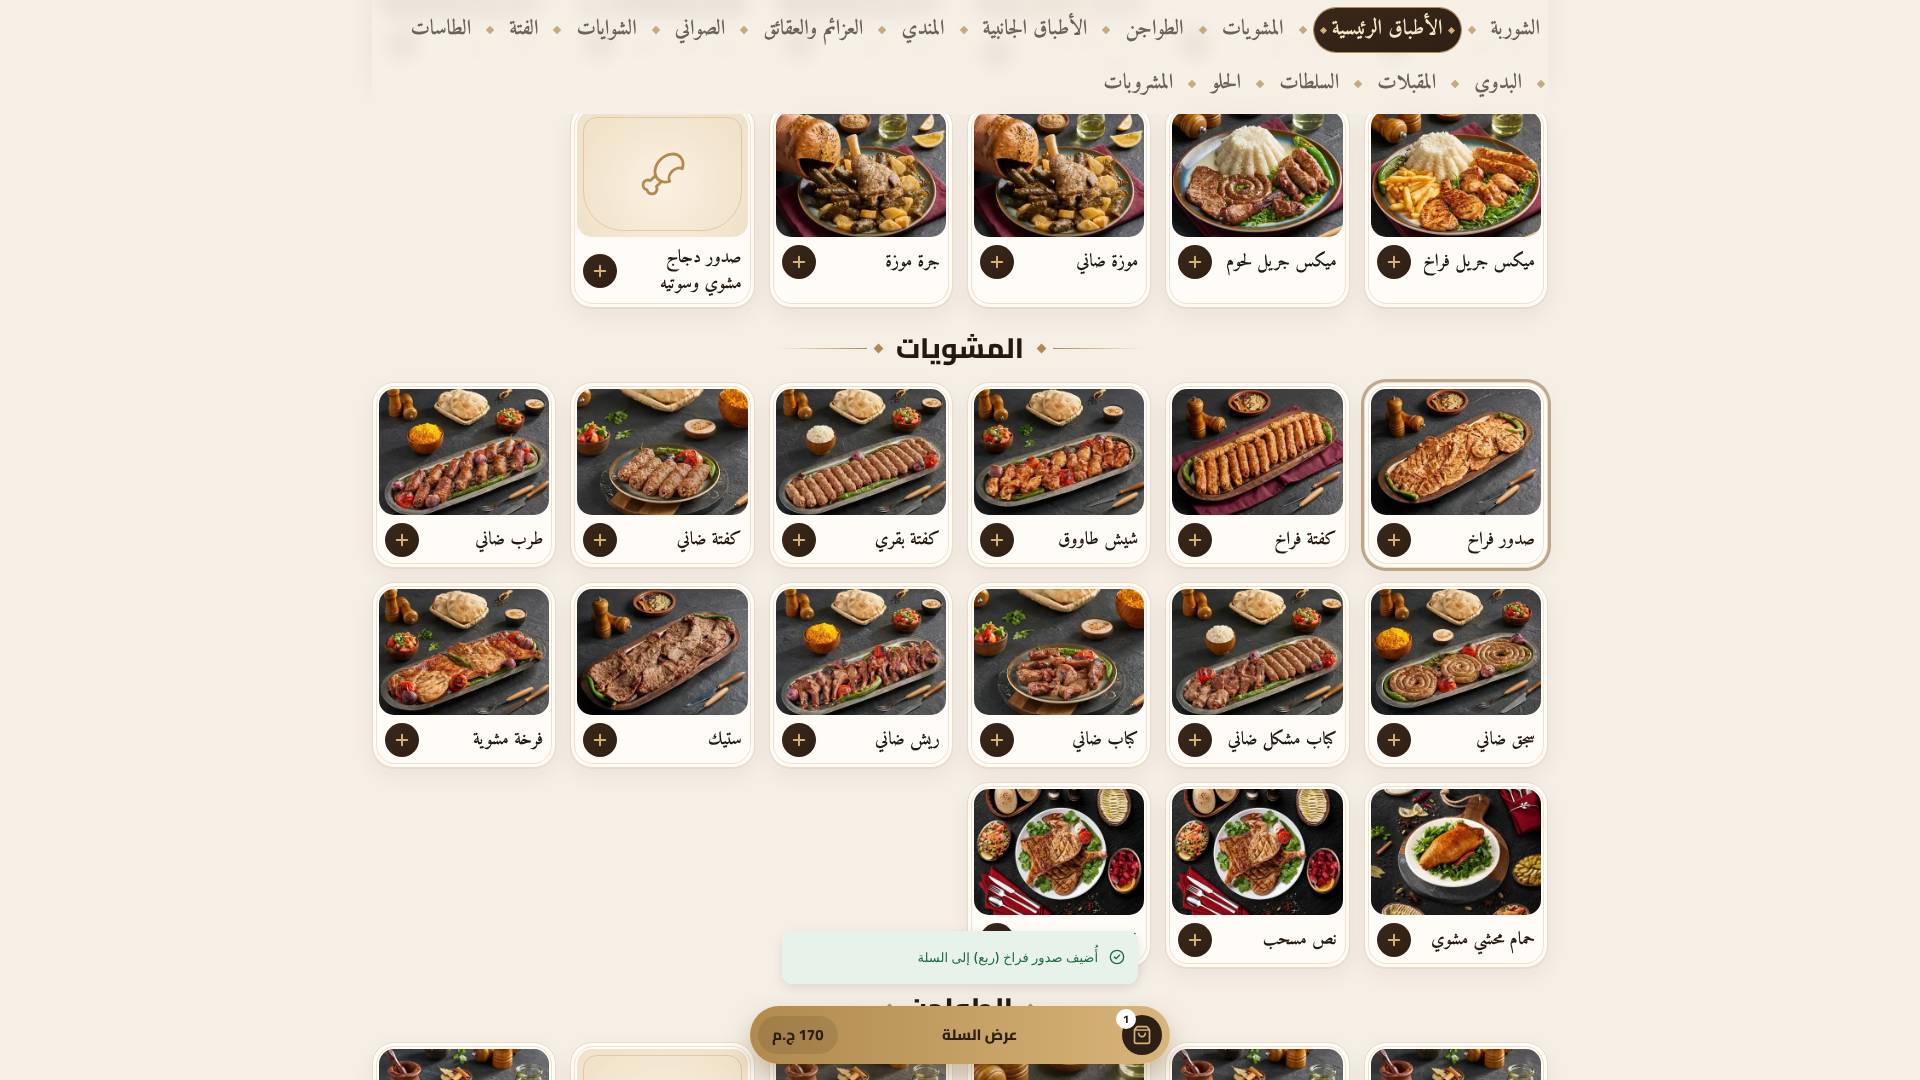 الشوربة
الأطباق الرئيسية
المشويات
الطواجن
الأطباق الجانبية
المندي
العزائم والعقائق
الصواني
الشوايات
الفتة
الطاسات
البدوي
المقبلات
السلطات
الحلو
المشروبات
ميكس جريل فراخ
ميكس جريل لحوم
موزة ضاني
جرة موزة
صدور دجاج
مشوي وسوتيه
المشويات
صدور فراخ
كفتة فراخ
شيش طاووق
كفتة بقري
كفتة ضاني
طرب ضاني
سجق ضاني
كباب مشكل ضاني
كباب ضاني
ريش ضاني
ستيك
فرخة مشوية
حمام محشي مشوي
نص مسحب
أُضيف صدور فراخ (ربع) إلى السلة
الطواجن
1
عرض السلة
170 ج.م